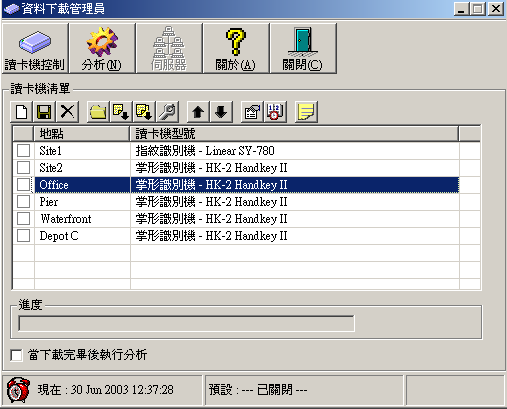 資料下載管理員
讀卡機控制 分析(N) 伺服器 關於(A) 關閉(C)
讀卡機清單
地點 讀卡機型號
Site1 指紋識別機 - Linear SY-780
Site2 掌形識別機 - HK-2 Handkey II
Office 掌形識別機 - HK-2 Handkey II
Pier 掌形識別機 - HK-2 Handkey II
Waterfront 掌形識別機 - HK-2 Handkey II
Depot C 掌形識別機 - HK-2 Handkey II
進度
當下載完畢後執行分析
現在 : 30 Jun 2003 12:37:28 預設 : --- 已關閉 ---